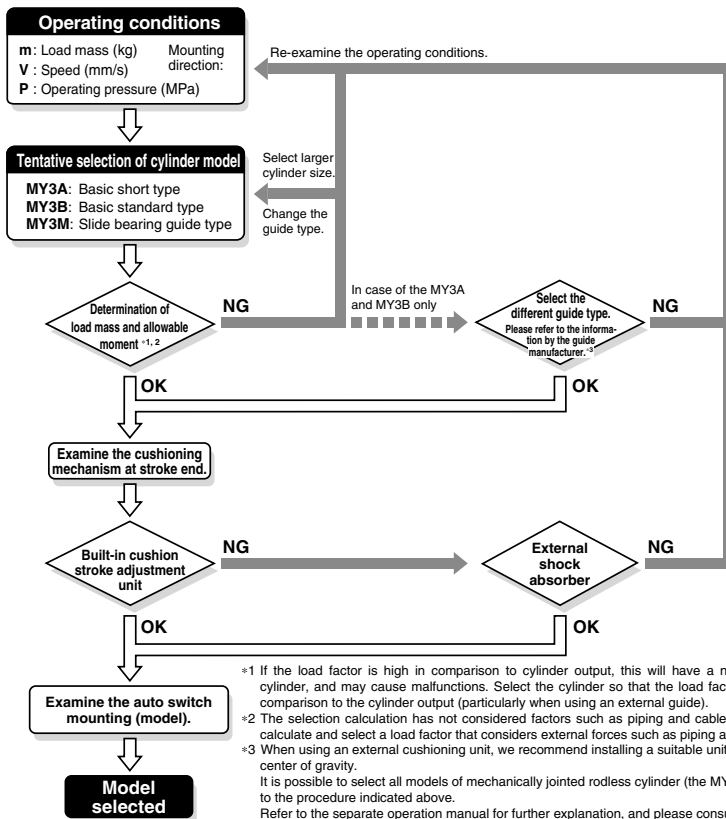 Operating conditions
m: Load mass (kg) Mounting
V : Speed (mm/s) direction:
P : Operating pressure (MPa)
Re-examine the operating conditions.
Tentative selection of cylinder model
MY3A: Basic short type
MY3B: Basic standard type
MY3M: Slide bearing guide type
Select larger
cylinder size.
Change the
guide type.
Determination of
load mass and allowable
moment *1, 2
NG
In case of the MY3A
and MY3B only
Select the
different guide type.
Please refer to the informa-
tion by the guide
manufacturer.*3
NG
OK
OK
Examine the cushioning
mechanism at stroke end.
Built-in cushion
stroke adjustment
unit
NG
External
shock
absorber
NG
OK
OK
Examine the auto switch
mounting (model).
Model
selected
*1 If the load factor is high in comparison to cylinder output, this will have a
cylinder, and may cause malfunctions. Select the cylinder so that the load
comparison to the cylinder output (particularly when using an external guide).
*2 The selection calculation has not considered factors such as piping and cable
calculate and select a load factor that considers external forces such as piping
*3 When using an external cushioning unit, we recommend installing a suitable unit
center of gravity.
It is possible to select all models of mechanically jointed rodless cylinder (the
to the procedure indicated above.
Refer to the separate operation manual for further explanation, and please